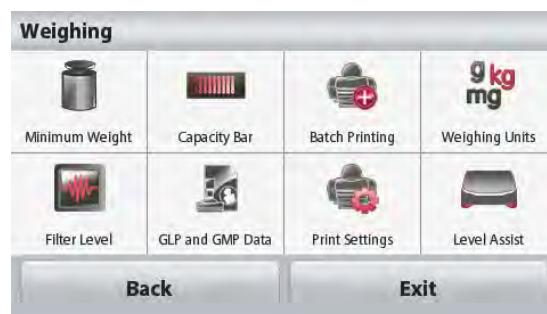 Weighing
g kg
mg
Minimum Weight Capacity Bar Batch Printing Weighing Units
Filter Level GLP and GMP Data Print Settings Level Assist
Back Exit